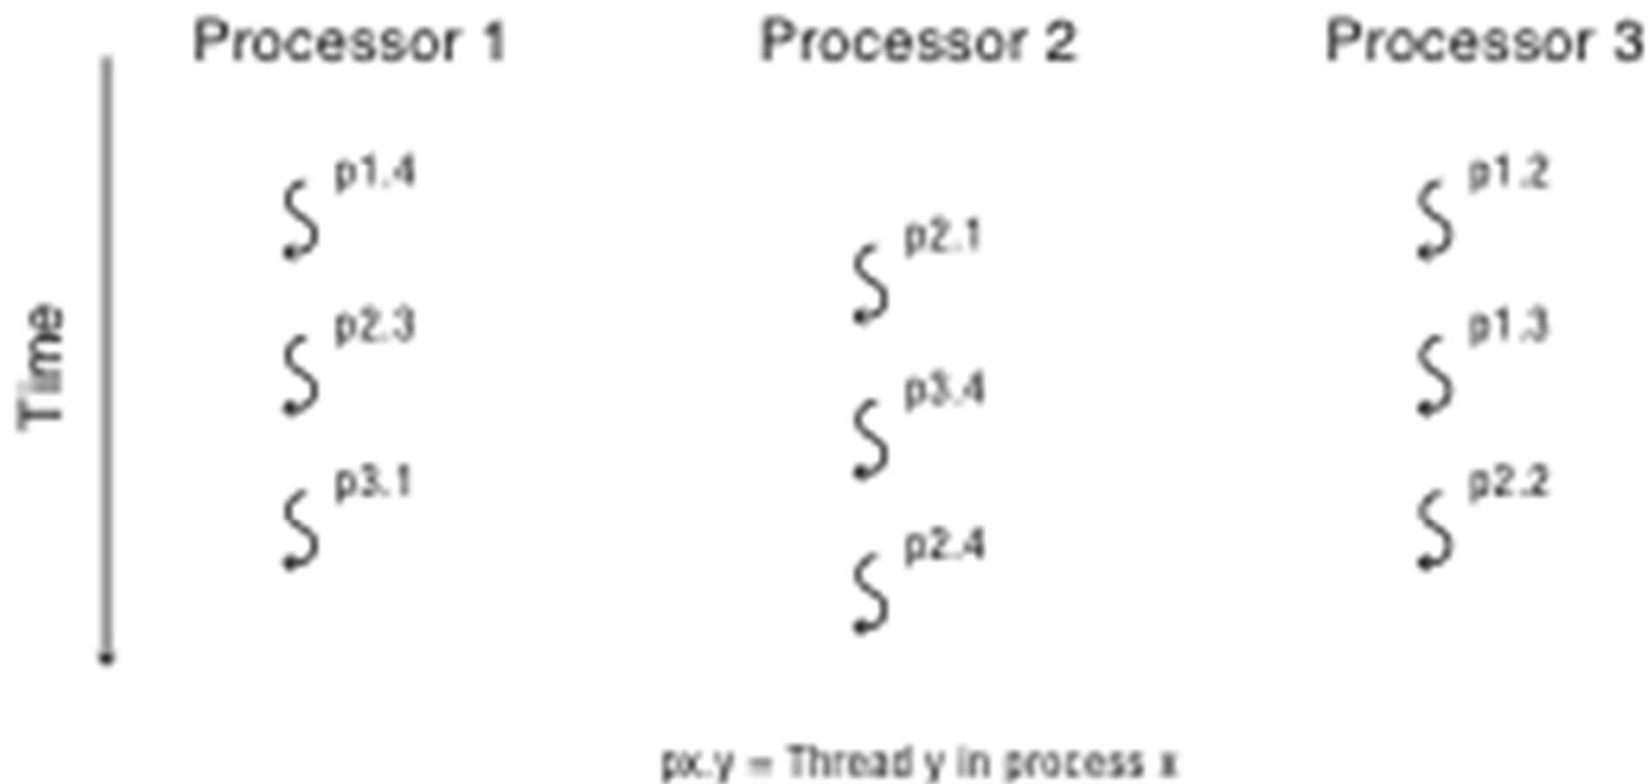 Processor 1 Processor 2 Processor 3
p1.4 p1.2
p2.1
p2.3 p1.3
Time
p3.4
p3.1 p2.2
p2.4
px.y = Thread y in process x